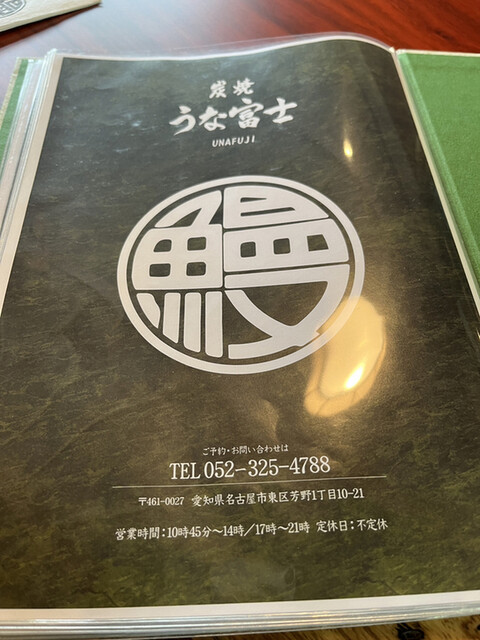 炭焼
うな富士
UNAFUJI
鰻
ご予約・お問い合わせは
TEL 052-325-4788
〒461-0027 愛知県名古屋市東区芳野1丁目10-21
営業時間：10時45分〜14時／17時〜21時 定休日：不定休